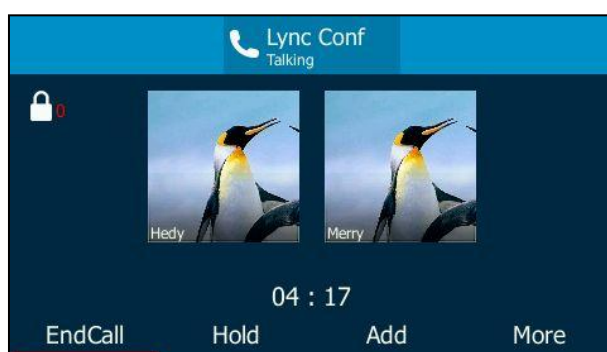 Lync Conf
Talking
0
Hedy
Merry
04 : 17
EndCall
Hold
Add
More